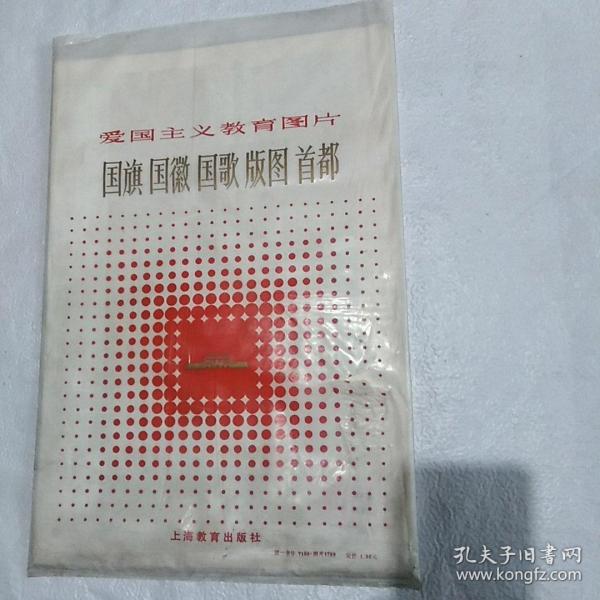 爱国主义教育图片
国旗 国徽 国歌 版图 首都
上海教育出版社
孔夫子旧书网
www.kongfz.com